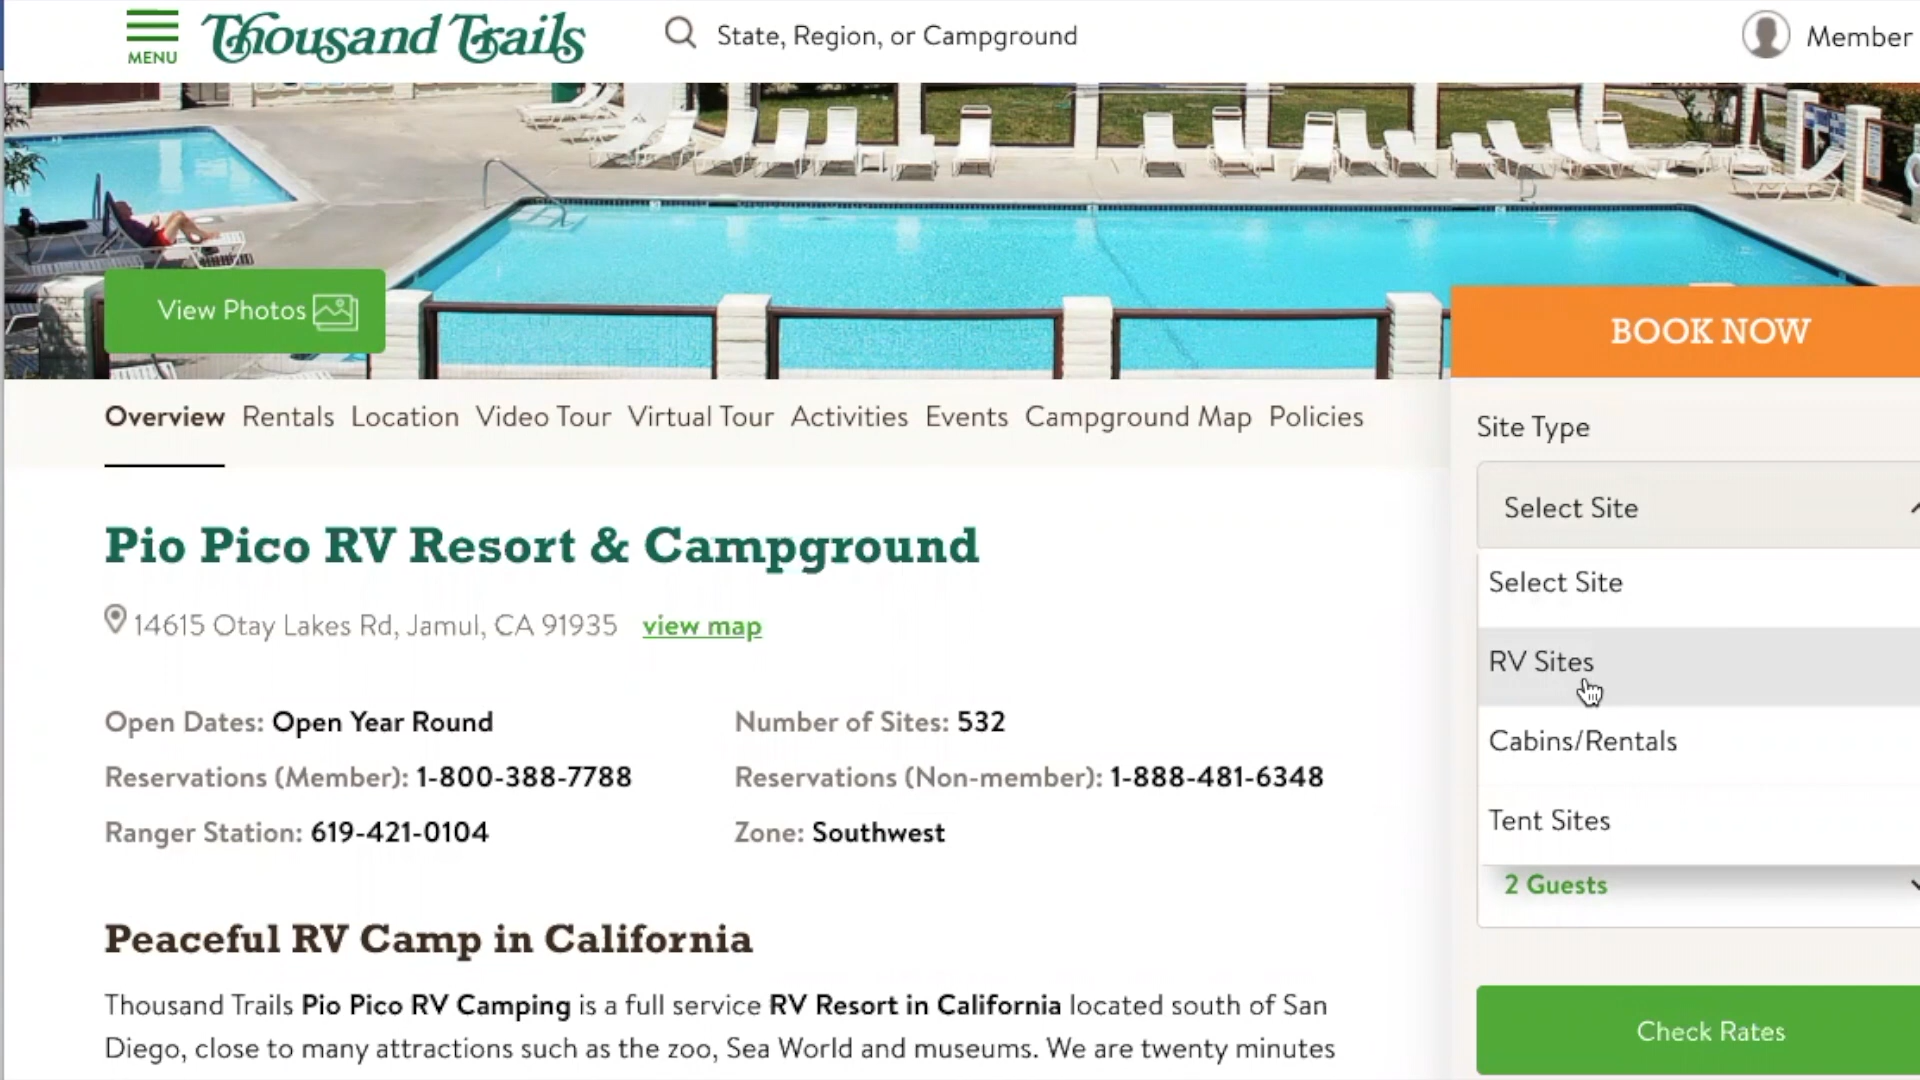 MENU
Thousand Trails
State, Region, or Campground
Member
View Photos
BOOK NOW
Overview Rentals Location Video Tour Virtual Tour Activities Events Campground Map Policies
Site Type
Select Site
Select Site
RV Sites
Cabins/Rentals
Tent Sites
2 Guests
Check Rates
Pio Pico RV Resort & Campground
14615 Otay Lakes Rd, Jamul, CA 91935 view map
Open Dates: Open Year Round
Number of Sites: 532
Reservations (Member): 1-800-388-7788
Reservations (Non-member): 1-888-481-6348
Ranger Station: 619-421-0104
Zone: Southwest
Peaceful RV Camp in California
Thousand Trails Pio Pico RV Camping is a full service RV Resort in California located south of San
Diego, close to many attractions such as the zoo, Sea World and museums. We are twenty minutes